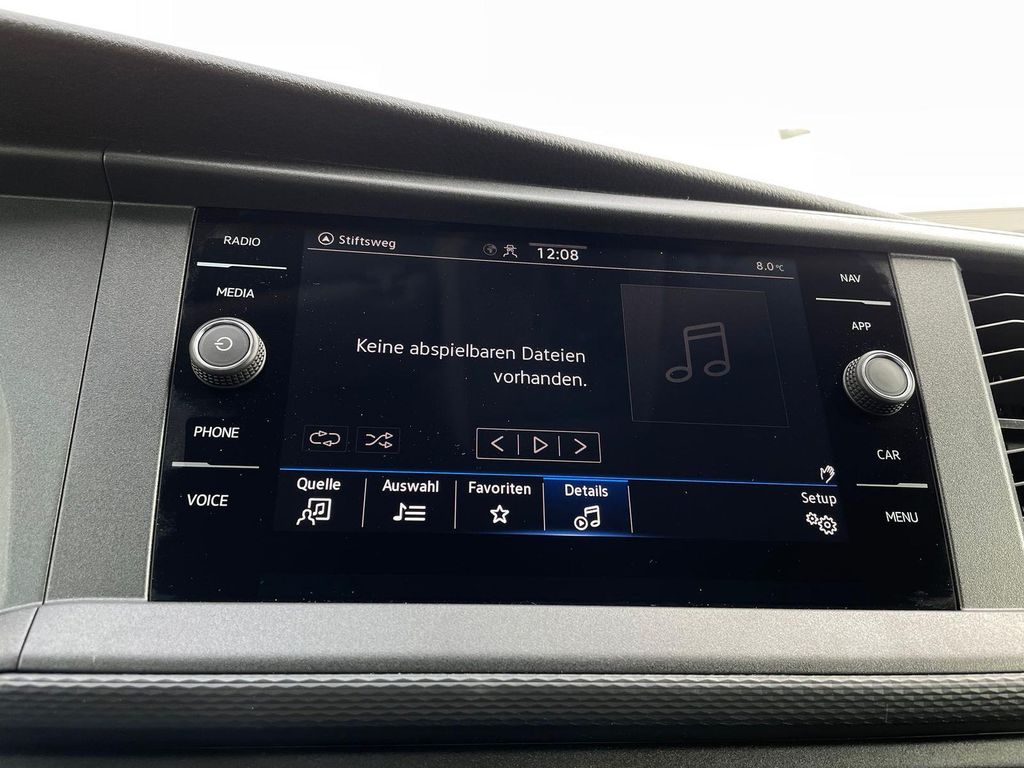 RADIO
MEDIA
PHONE
VOICE
Stiftsweg
12:08
8.0°C
Keine abspielbaren Dateien
vorhanden.
Quelle
Auswahl
Favoriten
Details
Setup
NAV
APP
CAR
MENU